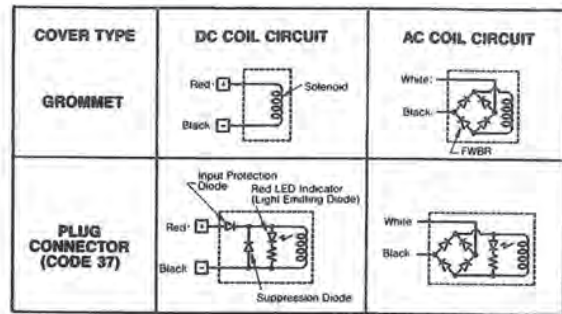 COVER TYPE
DC COIL CIRCUIT
AC COIL CIRCUIT
GROMMET
Red
+
Solenoid
Black
−
White
Black
FWBR
PLUG
CONNECTOR
(CODE 37)
Input Protection
Diode
Red LED Indicator
(Light Emitting Diode)
Red
+
Black
−
Suppression Diode
White
Black